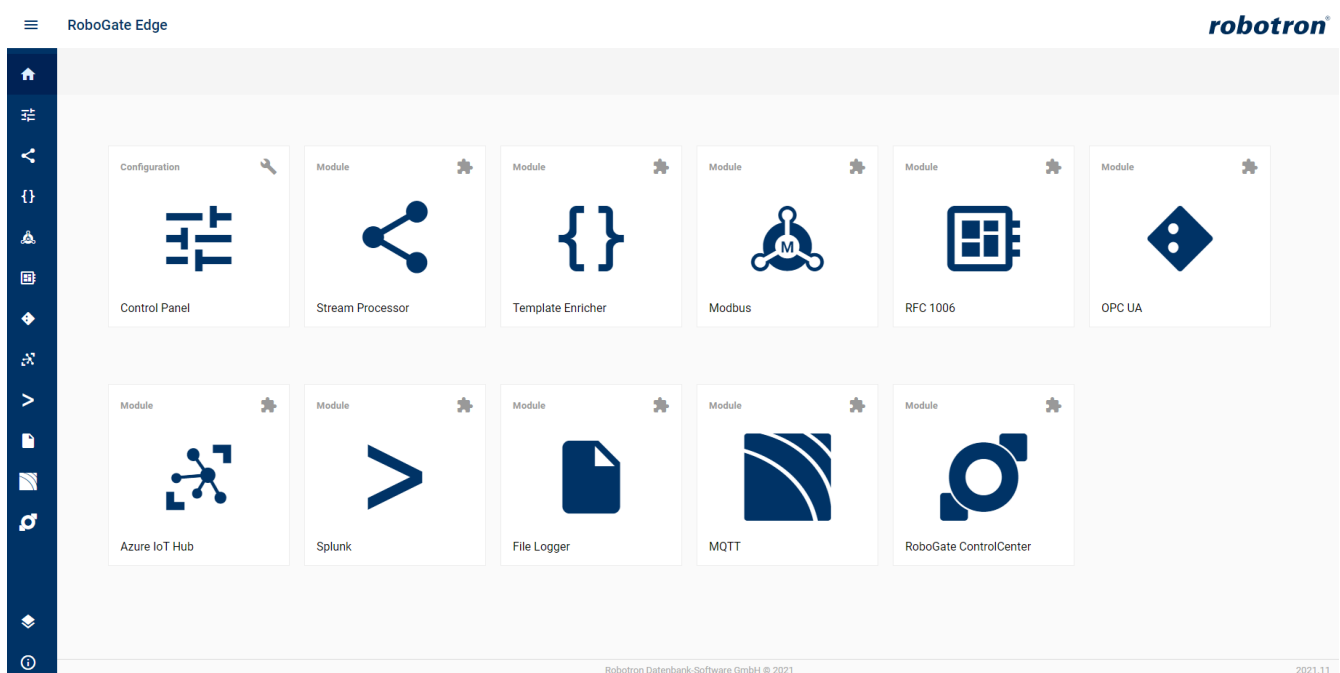 RoboGate Edge
robotron®
Configuration
Module
Module
Module
Module
Module
{ }
M
Control Panel
Stream Processor
Template Enricher
Modbus
RFC 1006
OPC UA
Module
Module
Module
Module
Module
>
Azure IoT Hub
Splunk
File Logger
MQTT
RoboGate ControlCenter
Robotron Datenbank-Software GmbH © 2021
2021.11